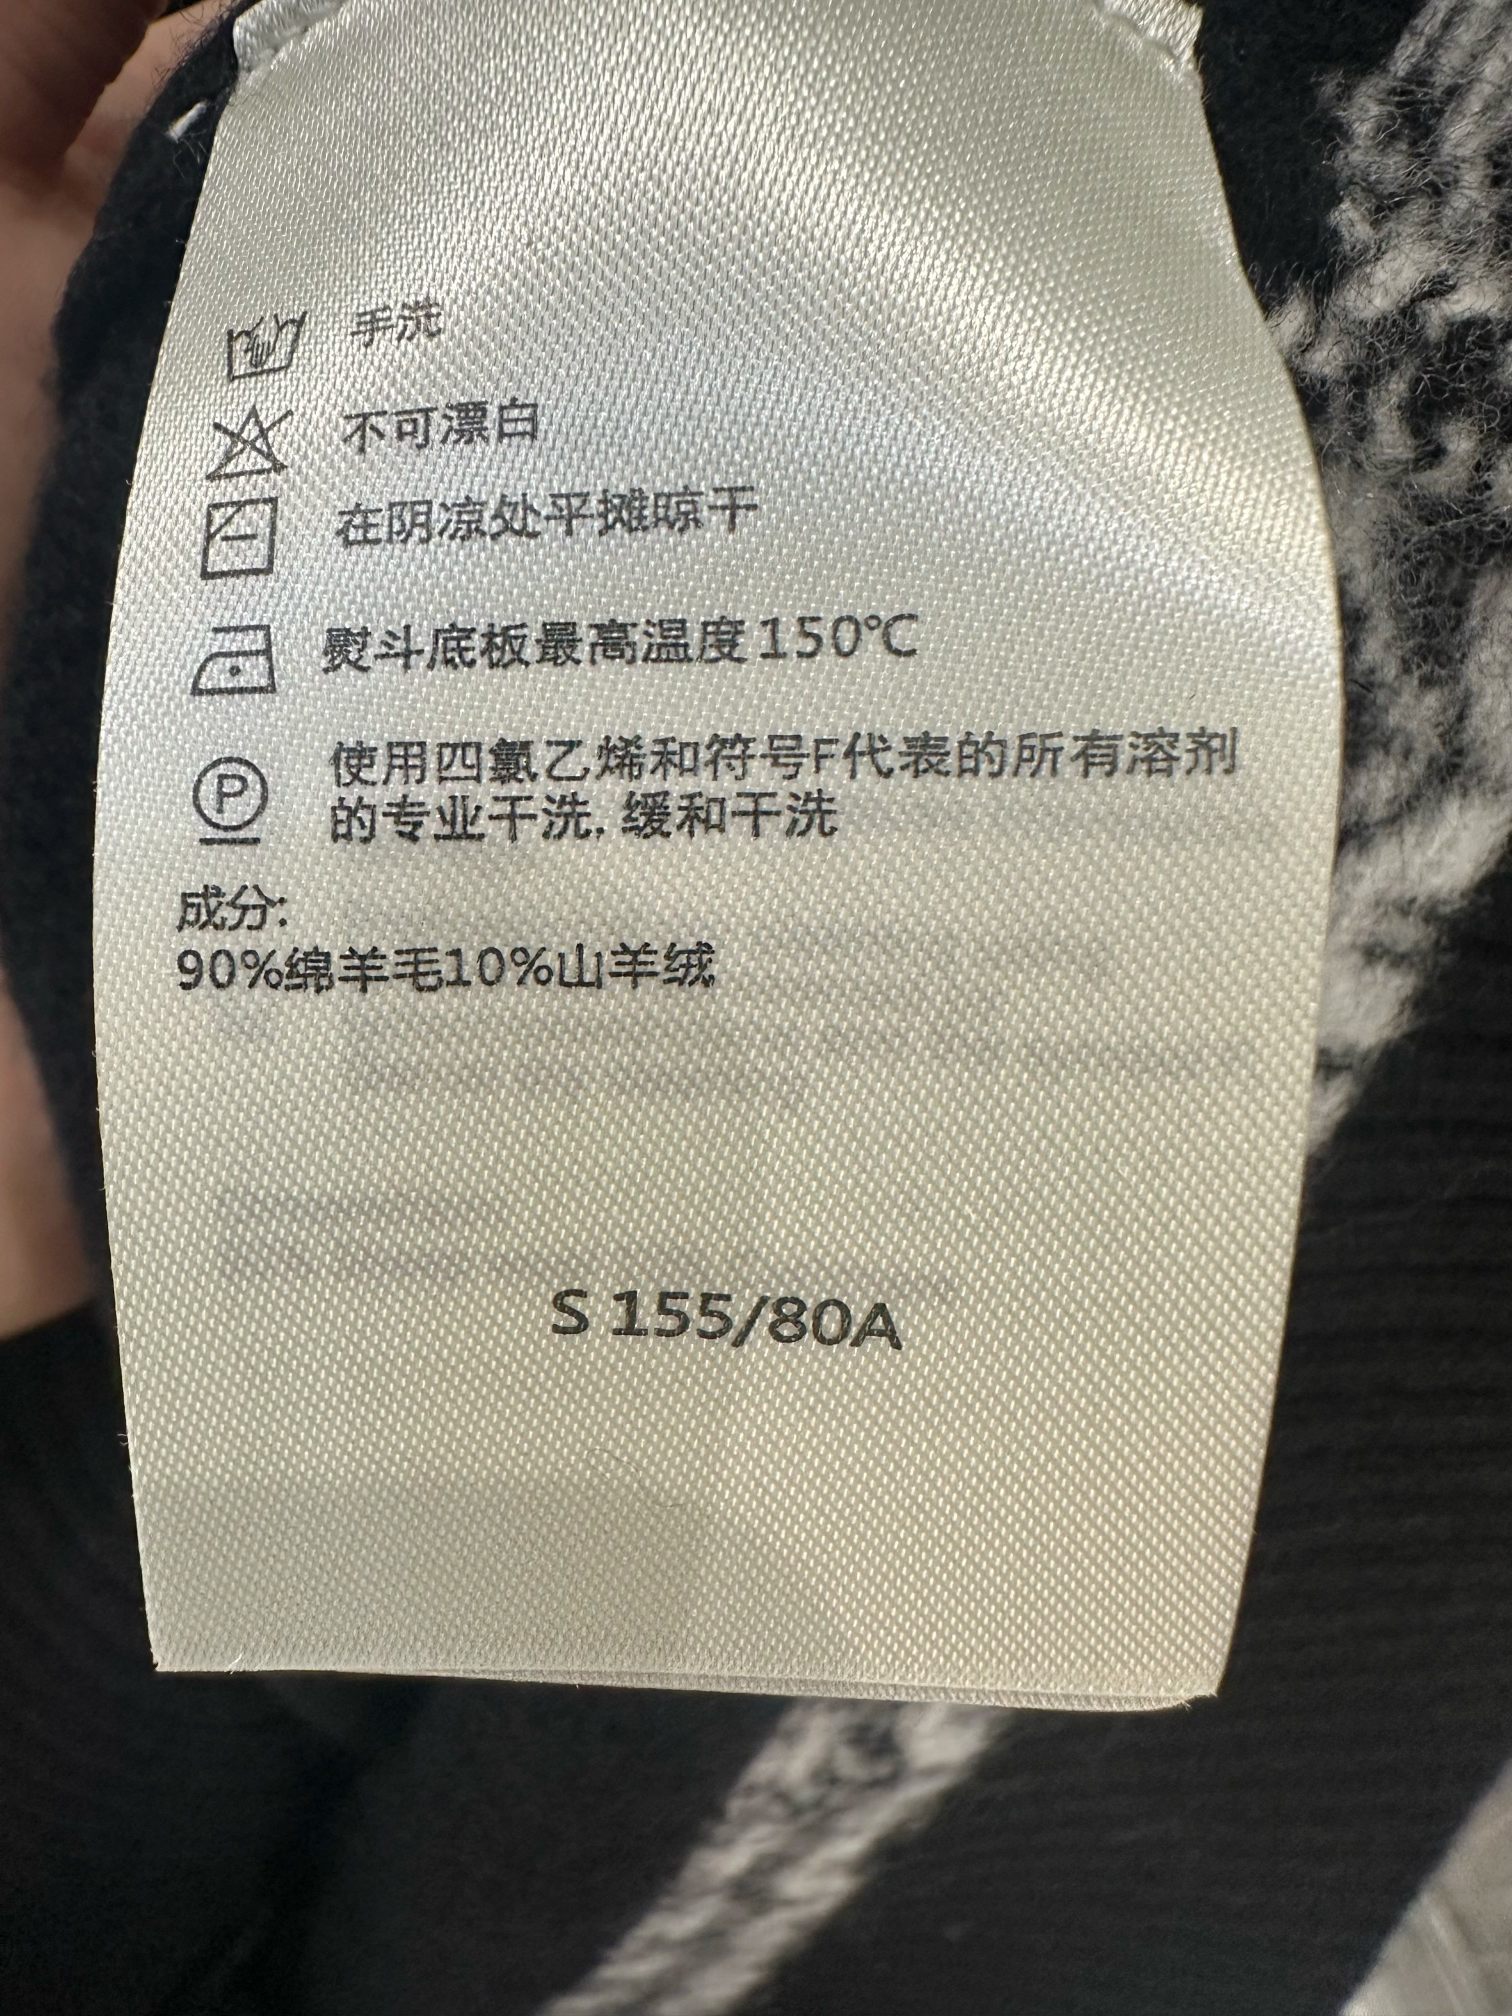 手洗
不可漂白
在阴凉处平摊晾干
熨斗底板最高温度150℃
P
使用四氯乙烯和符号F代表的所有溶剂
的专业干洗, 缓和干洗
成分:
90%绵羊毛10%山羊绒
S 155/80A